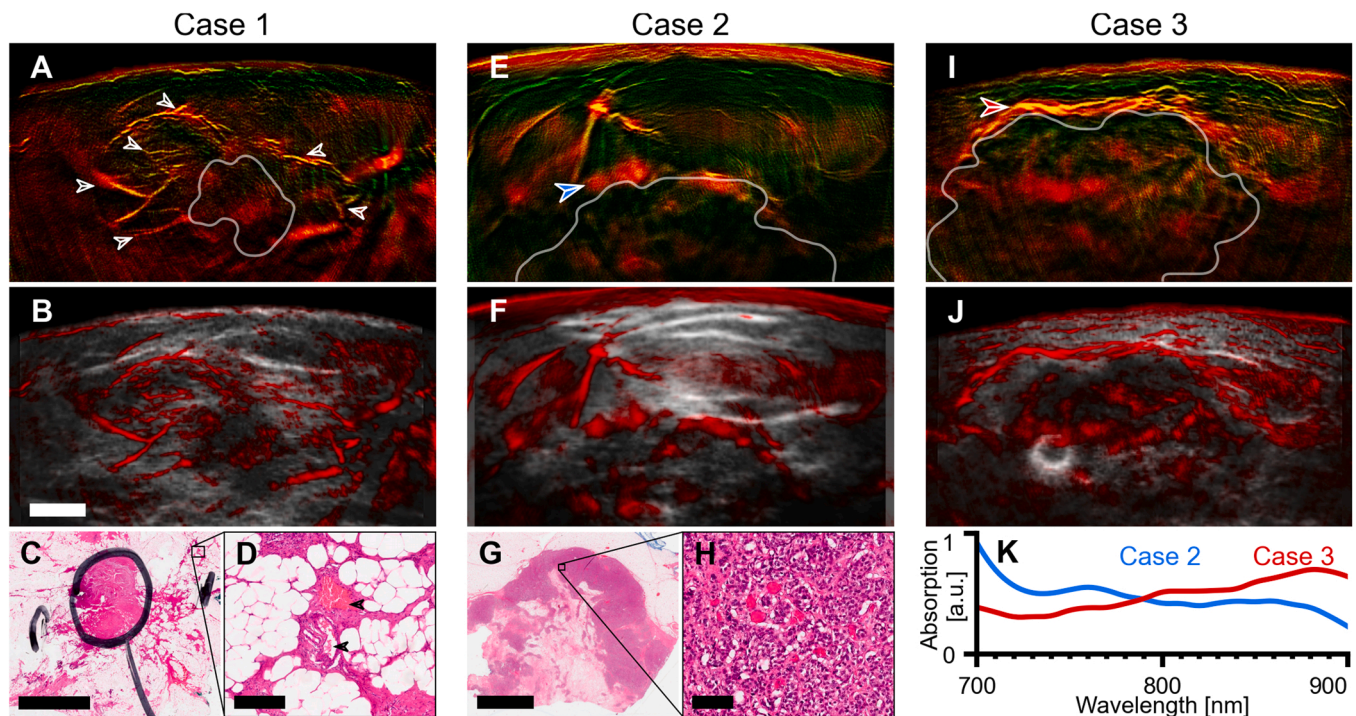 Case 1 Case 2 Case 3
A E I
B F J
C D G H K
Case 2 Case 3
Absorption
[a.u.]
1
0
700 800 900
Wavelength [nm]